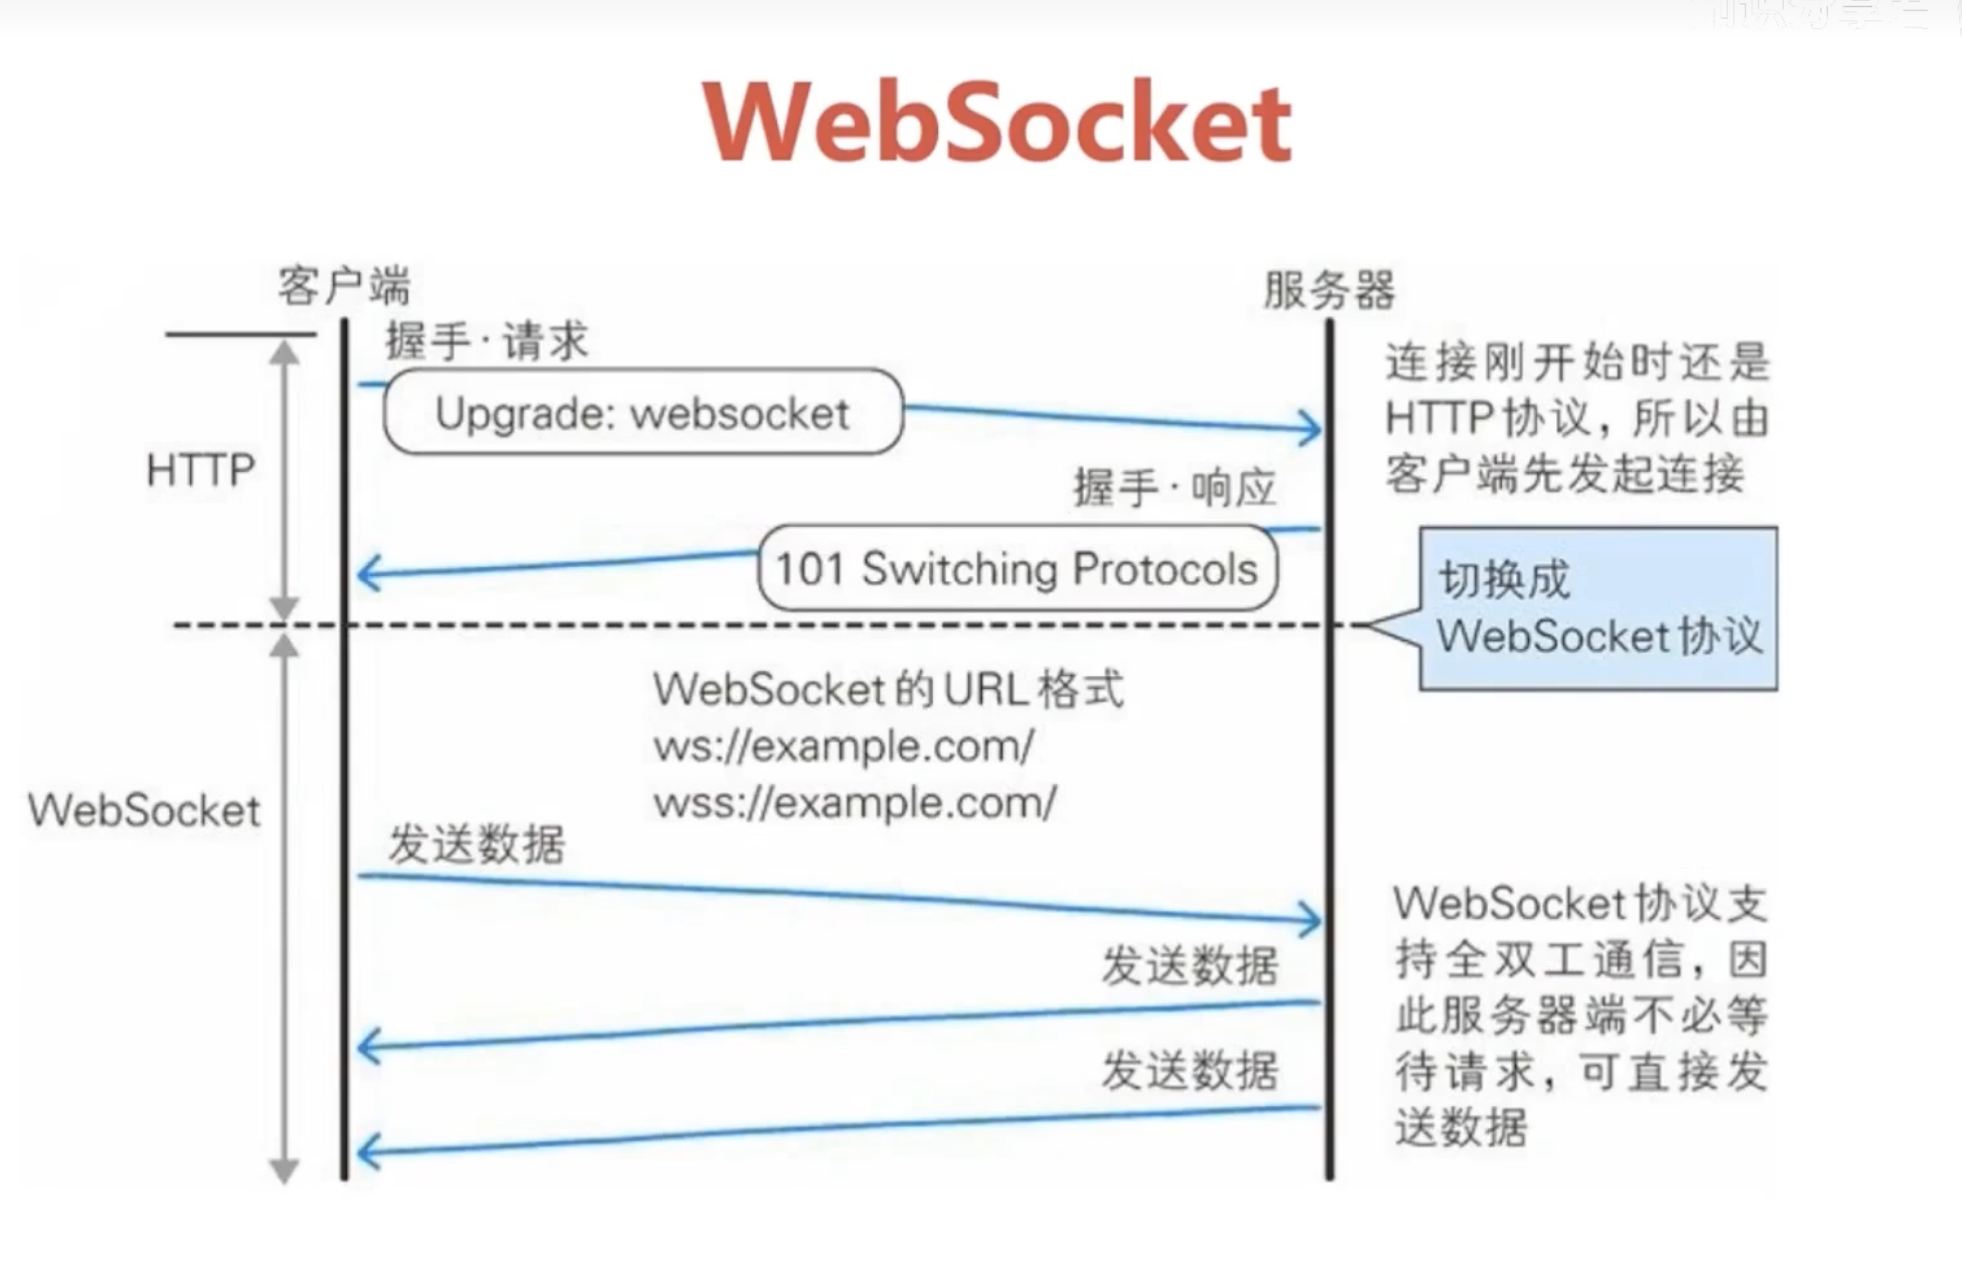 WebSocket
客户端
服务器
握手·请求
Upgrade: websocket
连接刚开始时还是
HTTP协议，所以由
客户端先发起连接
HTTP
握手·响应
101 Switching Protocols
切换成
WebSocket协议
WebSocket的URL格式
ws://example.com/
wss://example.com/
WebSocket
发送数据
WebSocket协议支
持全双工通信，因
此服务器端不必等
待请求，可直接发
送数据
发送数据
发送数据